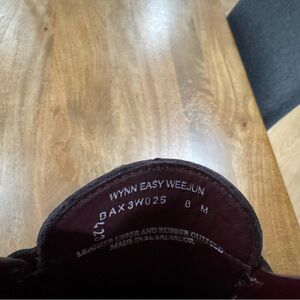 WYNN EASY WEEJUN
BAX3W025 8 M
LEATHER UPPER AND RUBBER OUTSOLE
MADE IN EL SALVADOR